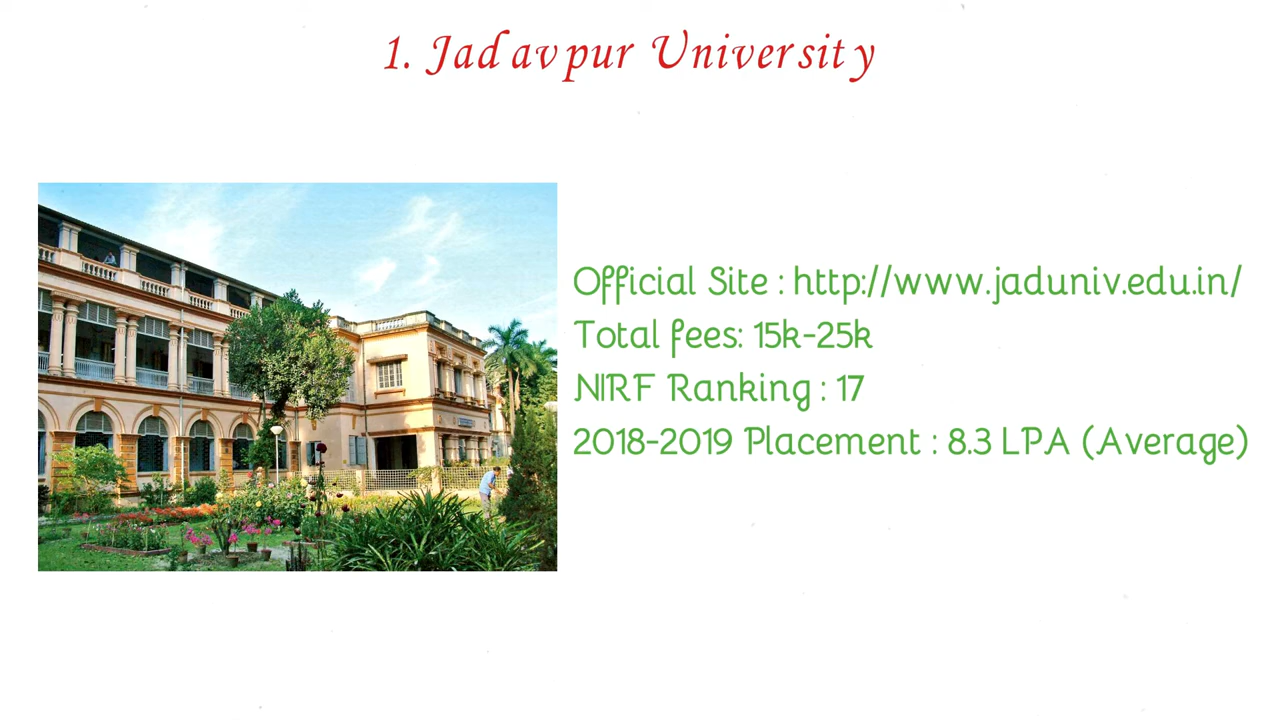 1. Jadavpur University
Official Site : http://www.jaduniv.edu.in/
Total fees: 15k-25k
NIRF Ranking : 17
2018-2019 Placement : 8.3 LPA (Average)